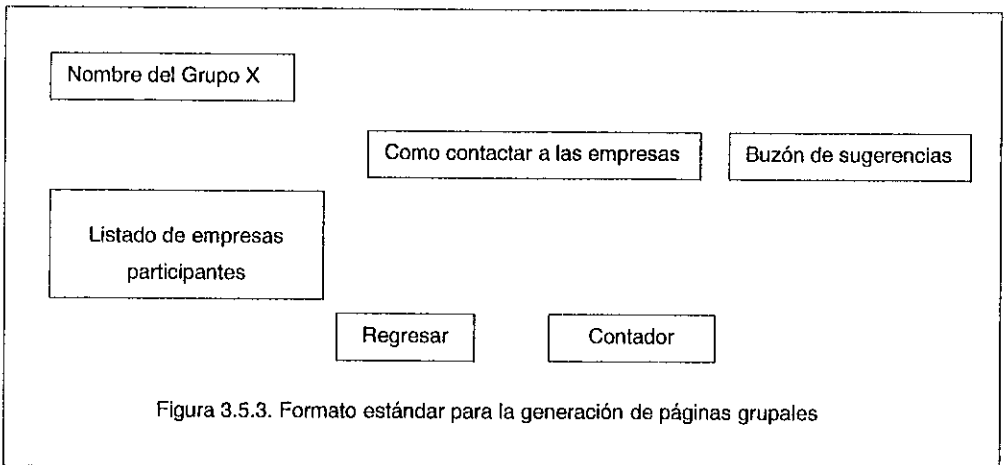 Nombre del Grupo X
Como contactar a las empresas
Buzón de sugerencias
Listado de empresas
participantes
Regresar
Contador
Figura 3.5.3. Formato estándar para la generación de páginas grupales